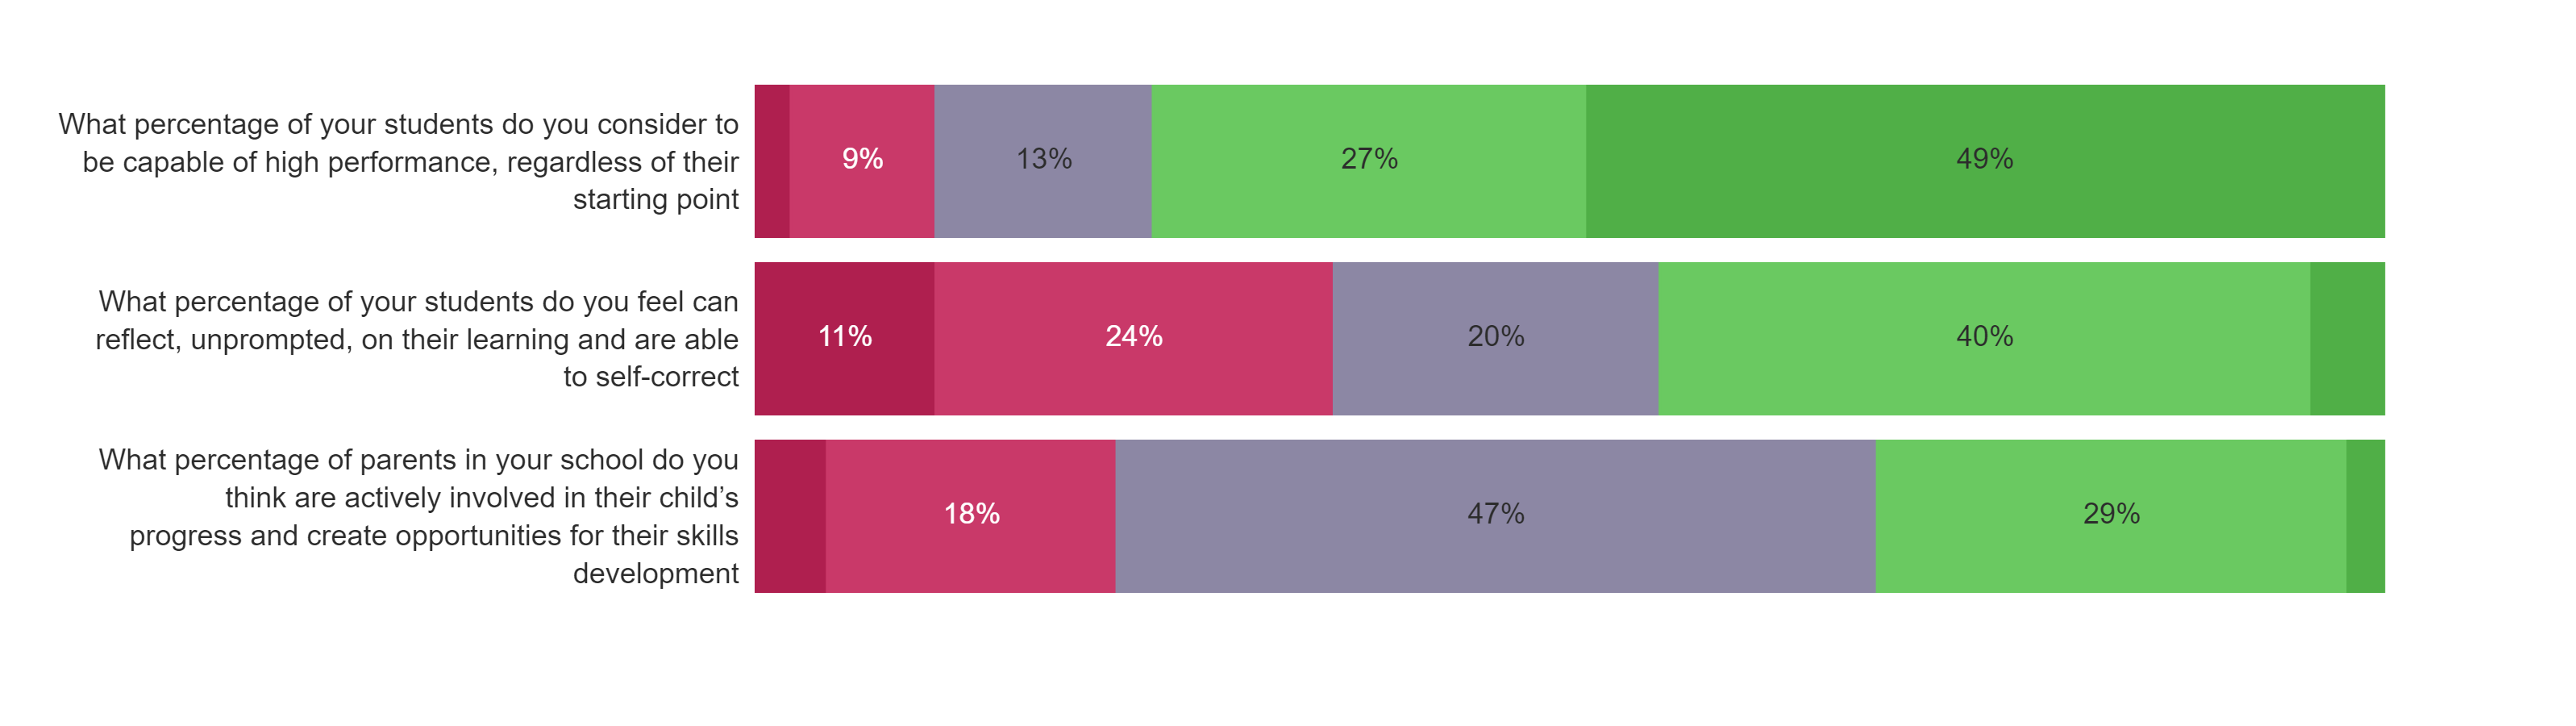 What percentage of your students do you consider to
be capable of high performance, regardless of their
starting point
9%
13%
27%
49%
What percentage of your students do you feel can
reflect, unprompted, on their learning and are able
to self-correct
11%
24%
20%
40%
What percentage of parents in your school do you
think are actively involved in their child’s
progress and create opportunities for their skills
development
18%
47%
29%